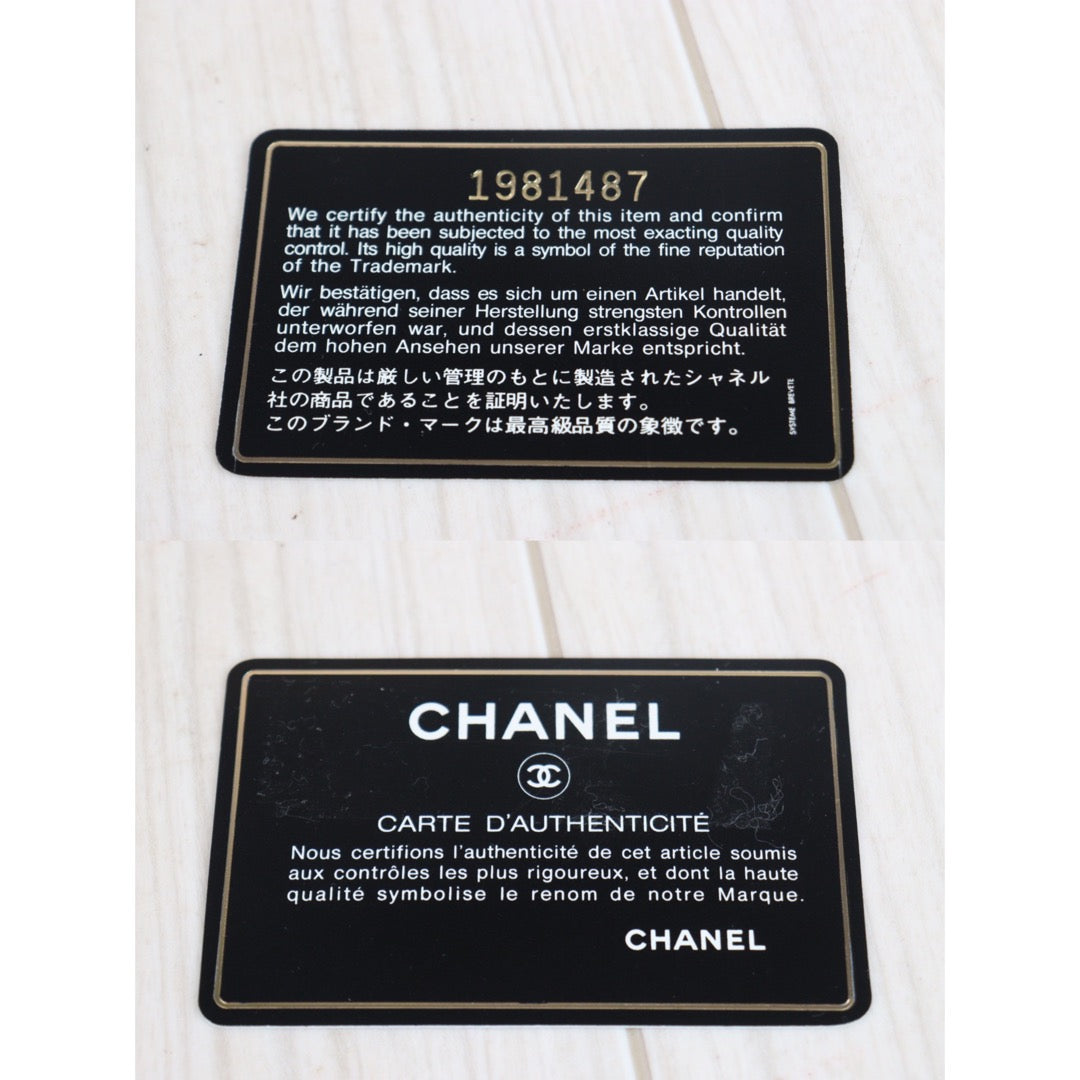 1981487
We certify the authenticity of this item and confirm
that it has been subjected to the most exacting quality
control. Its high quality is a symbol of the fine reputation
of the Trademark.
Wir bestätigen, dass es sich um einen Artikel handelt,
der während seiner Herstellung strengsten Kontrollen
unterworfen war, und dessen erstklassige Qualität
dem hohen Ansehen unserer Marke entspricht.
この製品は厳しい管理のもとに製造されたシャネル
社の商品であることを証明いたします。
このブランド・マークは最高級品質の象徴です。
SYSTEME BREVETE
CHANEL
CARTE D'AUTHENTICITÉ
Nous certifions l'authenticité de cet article soumis
aux contrôles les plus rigoureux, et dont la haute
qualité symbolise le renom de notre Marque.
CHANEL